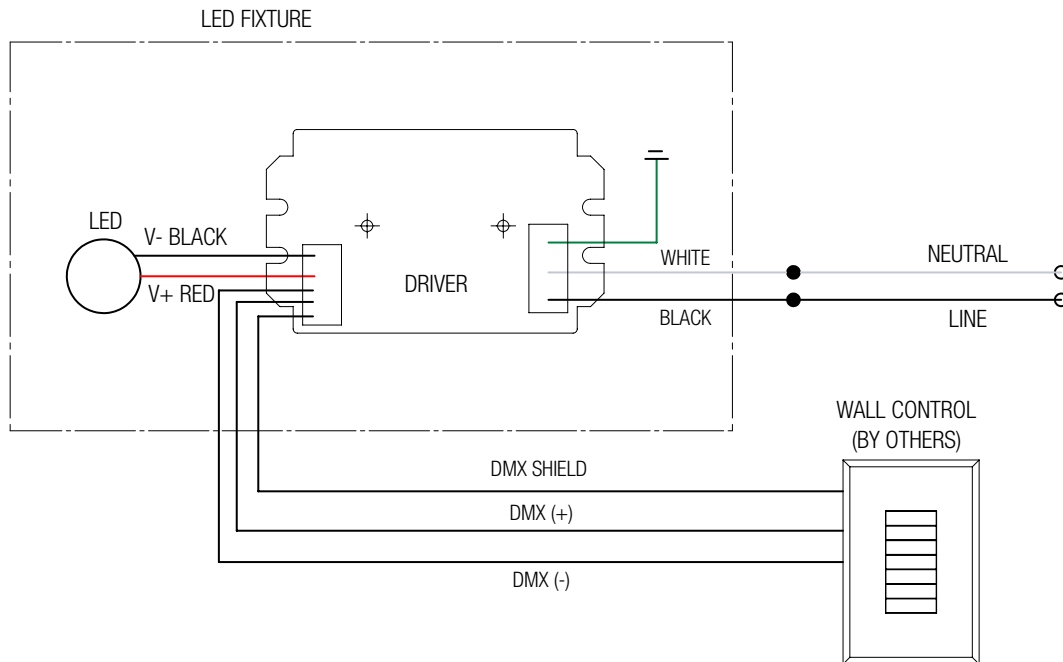 LED FIXTURE
LED
V- BLACK
V+ RED
DRIVER
WHITE
BLACK
NEUTRAL
LINE
WALL CONTROL
(BY OTHERS)
DMX SHIELD
DMX (+)
DMX (-)